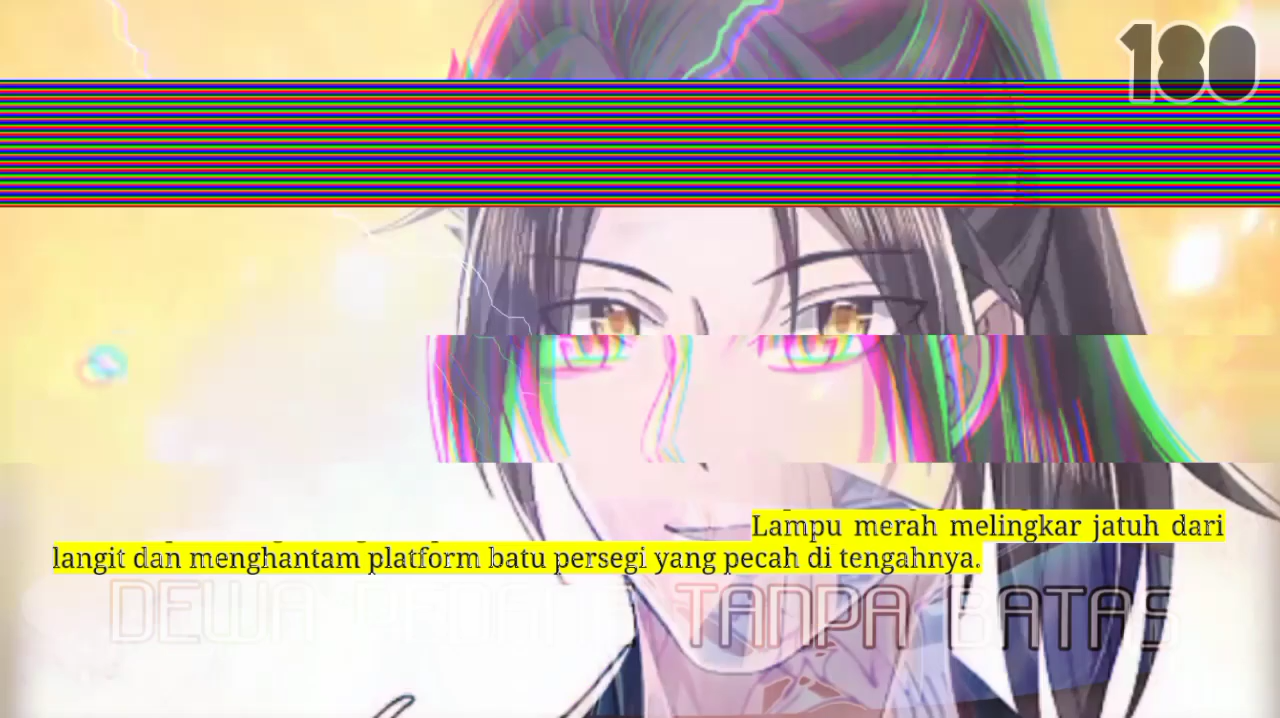 180
Lampu merah melingkar jatuh dari
langit dan menghantam platform batu persegi yang pecah di tengahnya.
DEWA TANPA BATAS